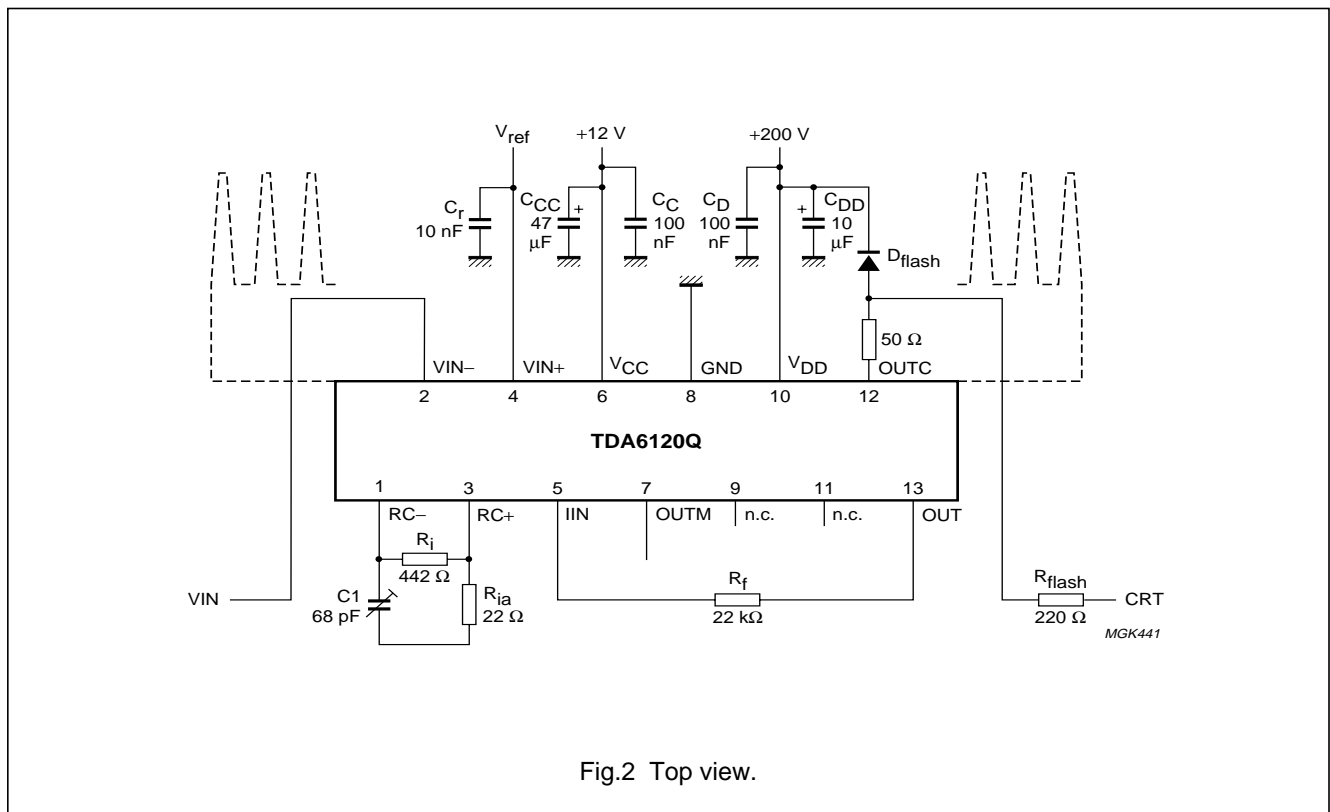 Vref +12 V +200 V
Cr
10 nF
CCC
47
μF
+
CC
100
nF
CD
100
nF
+
CDD
10
μF
Dflash
50 Ω
VIN− VIN+ VCC GND VDD OUTC
2 4 6 8 10 12
TDA6120Q
1 3 5 7 9 11 13
RC− RC+ IIN OUTM n.c. n.c. OUT
Ri
442 Ω
VIN
C1
68 pF
Ria
22 Ω
Rf
22 kΩ
Rflash
220 Ω
CRT
MGK441
Fig.2 Top view.